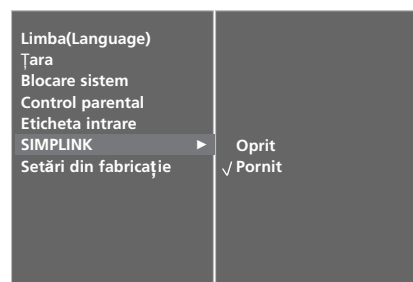 Limba(Language)
Țara
Blocare sistem
Control parental
Eticheta intrare
SIMPLINK ►
Setări din fabricație
Oprit
√ Pornit